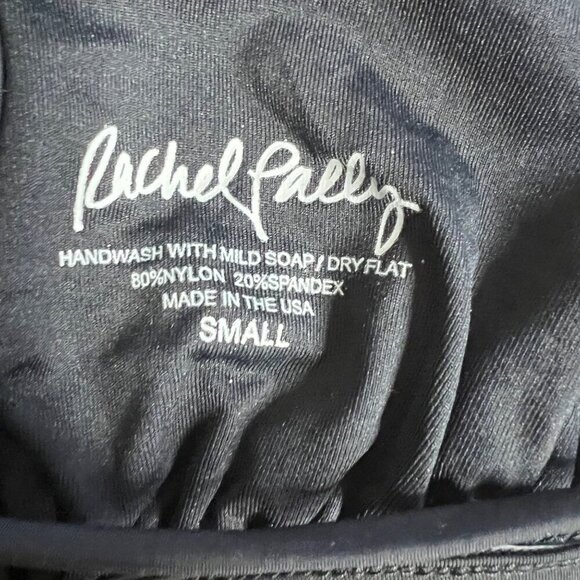 Rachel Pally
HANDWASH WITH MILD SOAP / DRY FLAT
80%NYLON 20%SPANDEX
MADE IN THE USA
SMALL